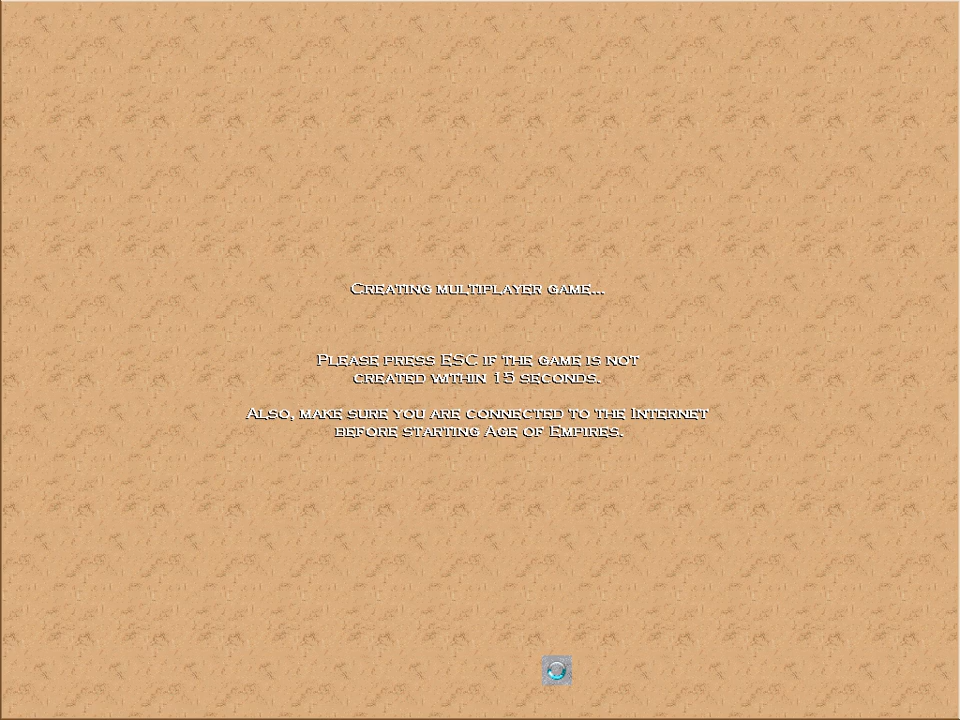 Creating multiplayer game...
Please press ESC if the game is not
created within 15 seconds.
Also, make sure you are connected to the Internet
before starting Age of Empires.